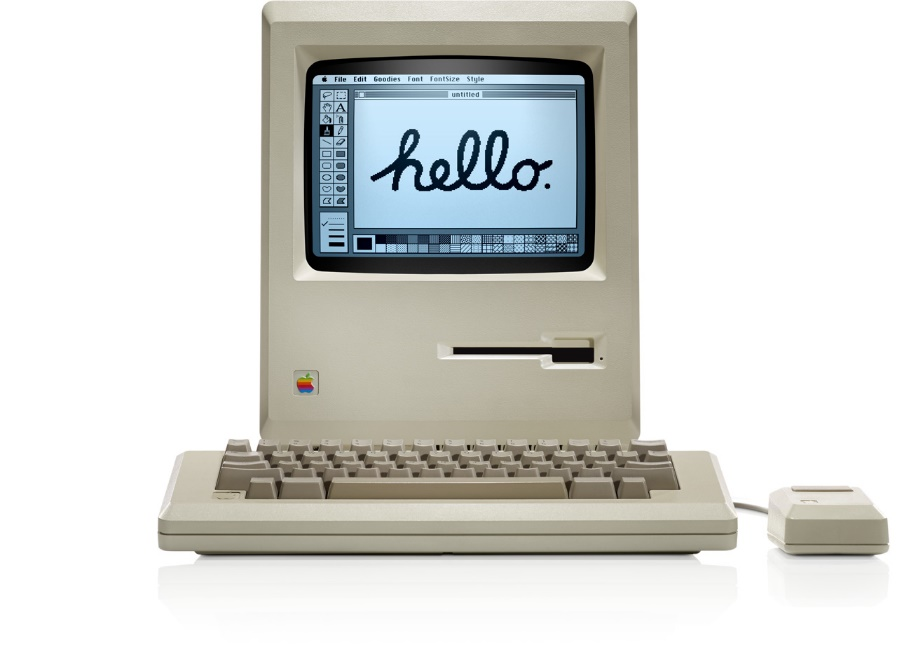 File Edit Goodies Font FontSize Style
untitled
A
hello.